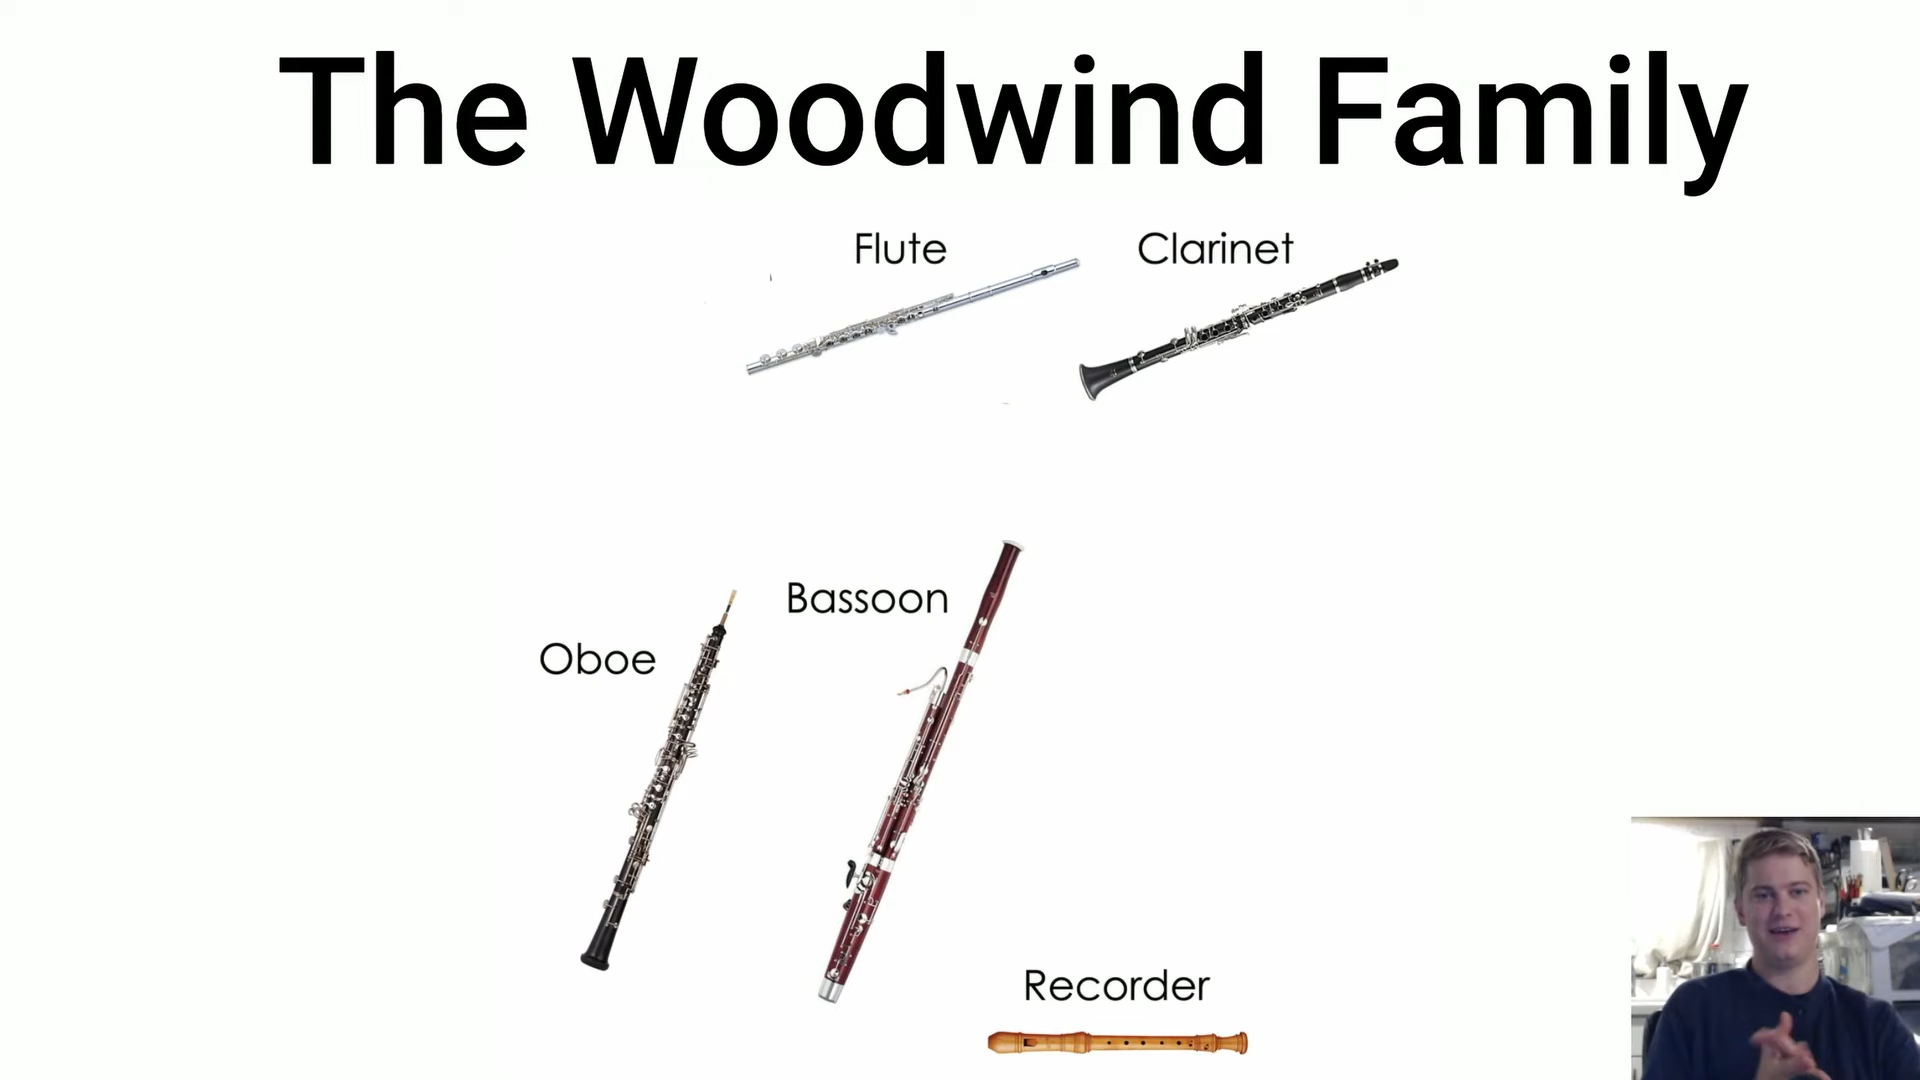 The Woodwind Family
Flute
Clarinet
Bassoon
Oboe
Recorder